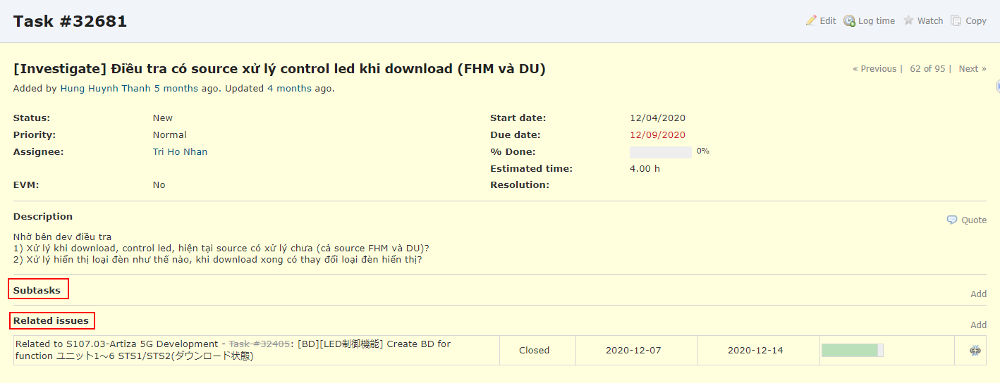 Task #32681
Edit Log time Watch Copy
[Investigate] Điều tra có source xử lý control led khi download (FHM và DU)
« Previous | 62 of 95 | Next »
Added by Hung Huynh Thanh 5 months ago. Updated 4 months ago.
Status: New Start date: 12/04/2020
Priority: Normal Due date: 12/09/2020
Assignee: Tri Ho Nhan % Done: 0%
Estimated time: 4.00 h
EVM: No Resolution:
Description
Quote
Nhờ bên dev điều tra
1) Xử lý khi download, control led, hiện tại source có xử lý chưa (cả source FHM và DU)?
2) Xử lý hiển thị loại đèn như thế nào, khi download xong có thay đổi loại đèn hiển thị?
Subtasks
Add
Related issues
Add
Related to S107.03-Artiza 5G Development - Task #32405: [BD][LED制御機能] Create BD for
function ユニット1～6 STS1/STS2(ダウンロード状態)
Closed 2020-12-07 2020-12-14